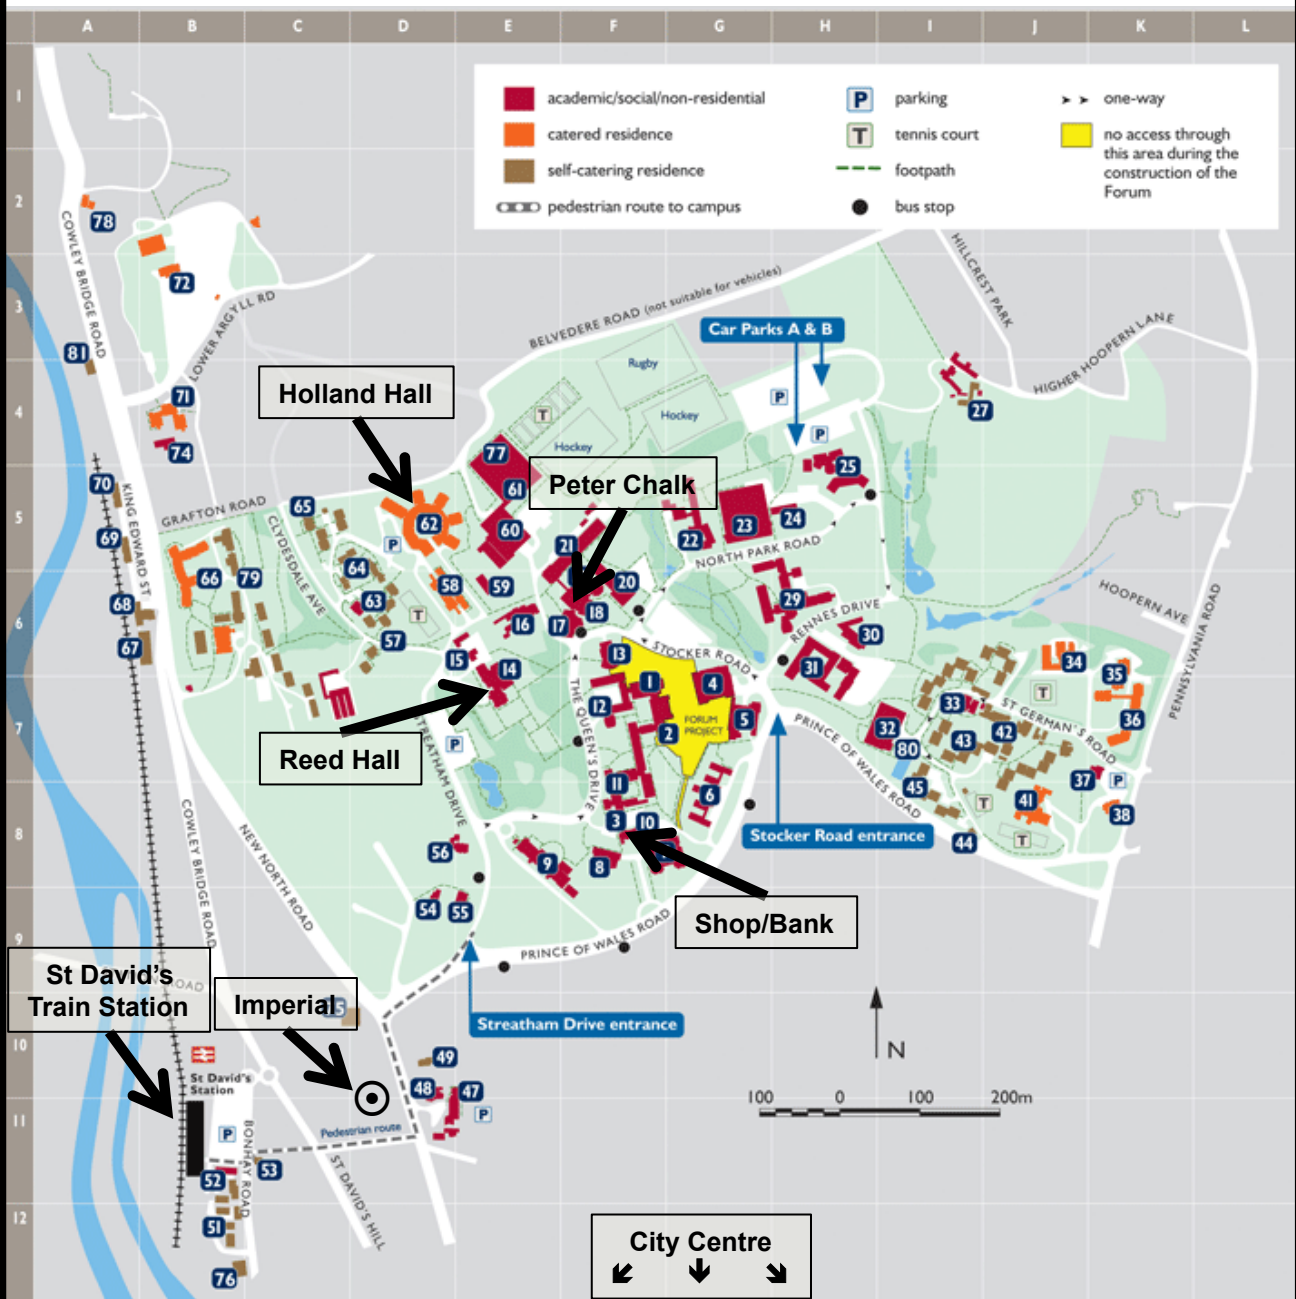 A B C D E F G H I J K L
1
2
3
4
5
6
7
8
9
10
11
12
academic/social/non-residential
catered residence
self-catering residence
pedestrian route to campus
P parking
T tennis court
footpath
bus stop
one-way
no access through
this area during the
construction of the
Forum
78
COWLEY BRIDGE ROAD
72
LOWER ARGYLL RD
81
71
74
HILLCREST PARK
HIGHER HOOPERN LANE
BELVEDERE ROAD (not suitable for vehicles)
Car Parks A & B
Rugby
Hockey
Hockey
T
P
P
27
Holland Hall
Peter Chalk
77
61
62
60
25
24
23
22
70
69
68
67
KING EDWARD ST
GRAFTON ROAD
CLYDESDALE AVE
65
64
63
66
79
P
58
59
T
57
21
20
18
17
16
15
14
NORTH PARK ROAD
29
RENNES DRIVE
30
31
STOCKER ROAD
HOOPERN AVE
PENNSYLVANIA ROAD
13
1
4
12
2
5
FORUM
PROJECT
THE QUEEN'S DRIVE
Reed Hall
STREATHAM DRIVE
P
11
6
3
10
34
35
T
33
36
ST GERMAN'S ROAD
32
80
43
42
37
P
45
41
38
T
44
T
PRINCE OF WALES ROAD
Stocker Road entrance
56
9
8
54
55
Shop/Bank
PRINCE OF WALES ROAD
COWLEY BRIDGE ROAD
NEW NORTH ROAD
St David's
Train Station
ROAD
Imperial
Streatham Drive entrance
N
St David's
Station
49
48
47
P
100 0 100 200m
P
Pedestrian route
BONHAY ROAD
ST DAVID'S HILL
53
52
51
76
City Centre